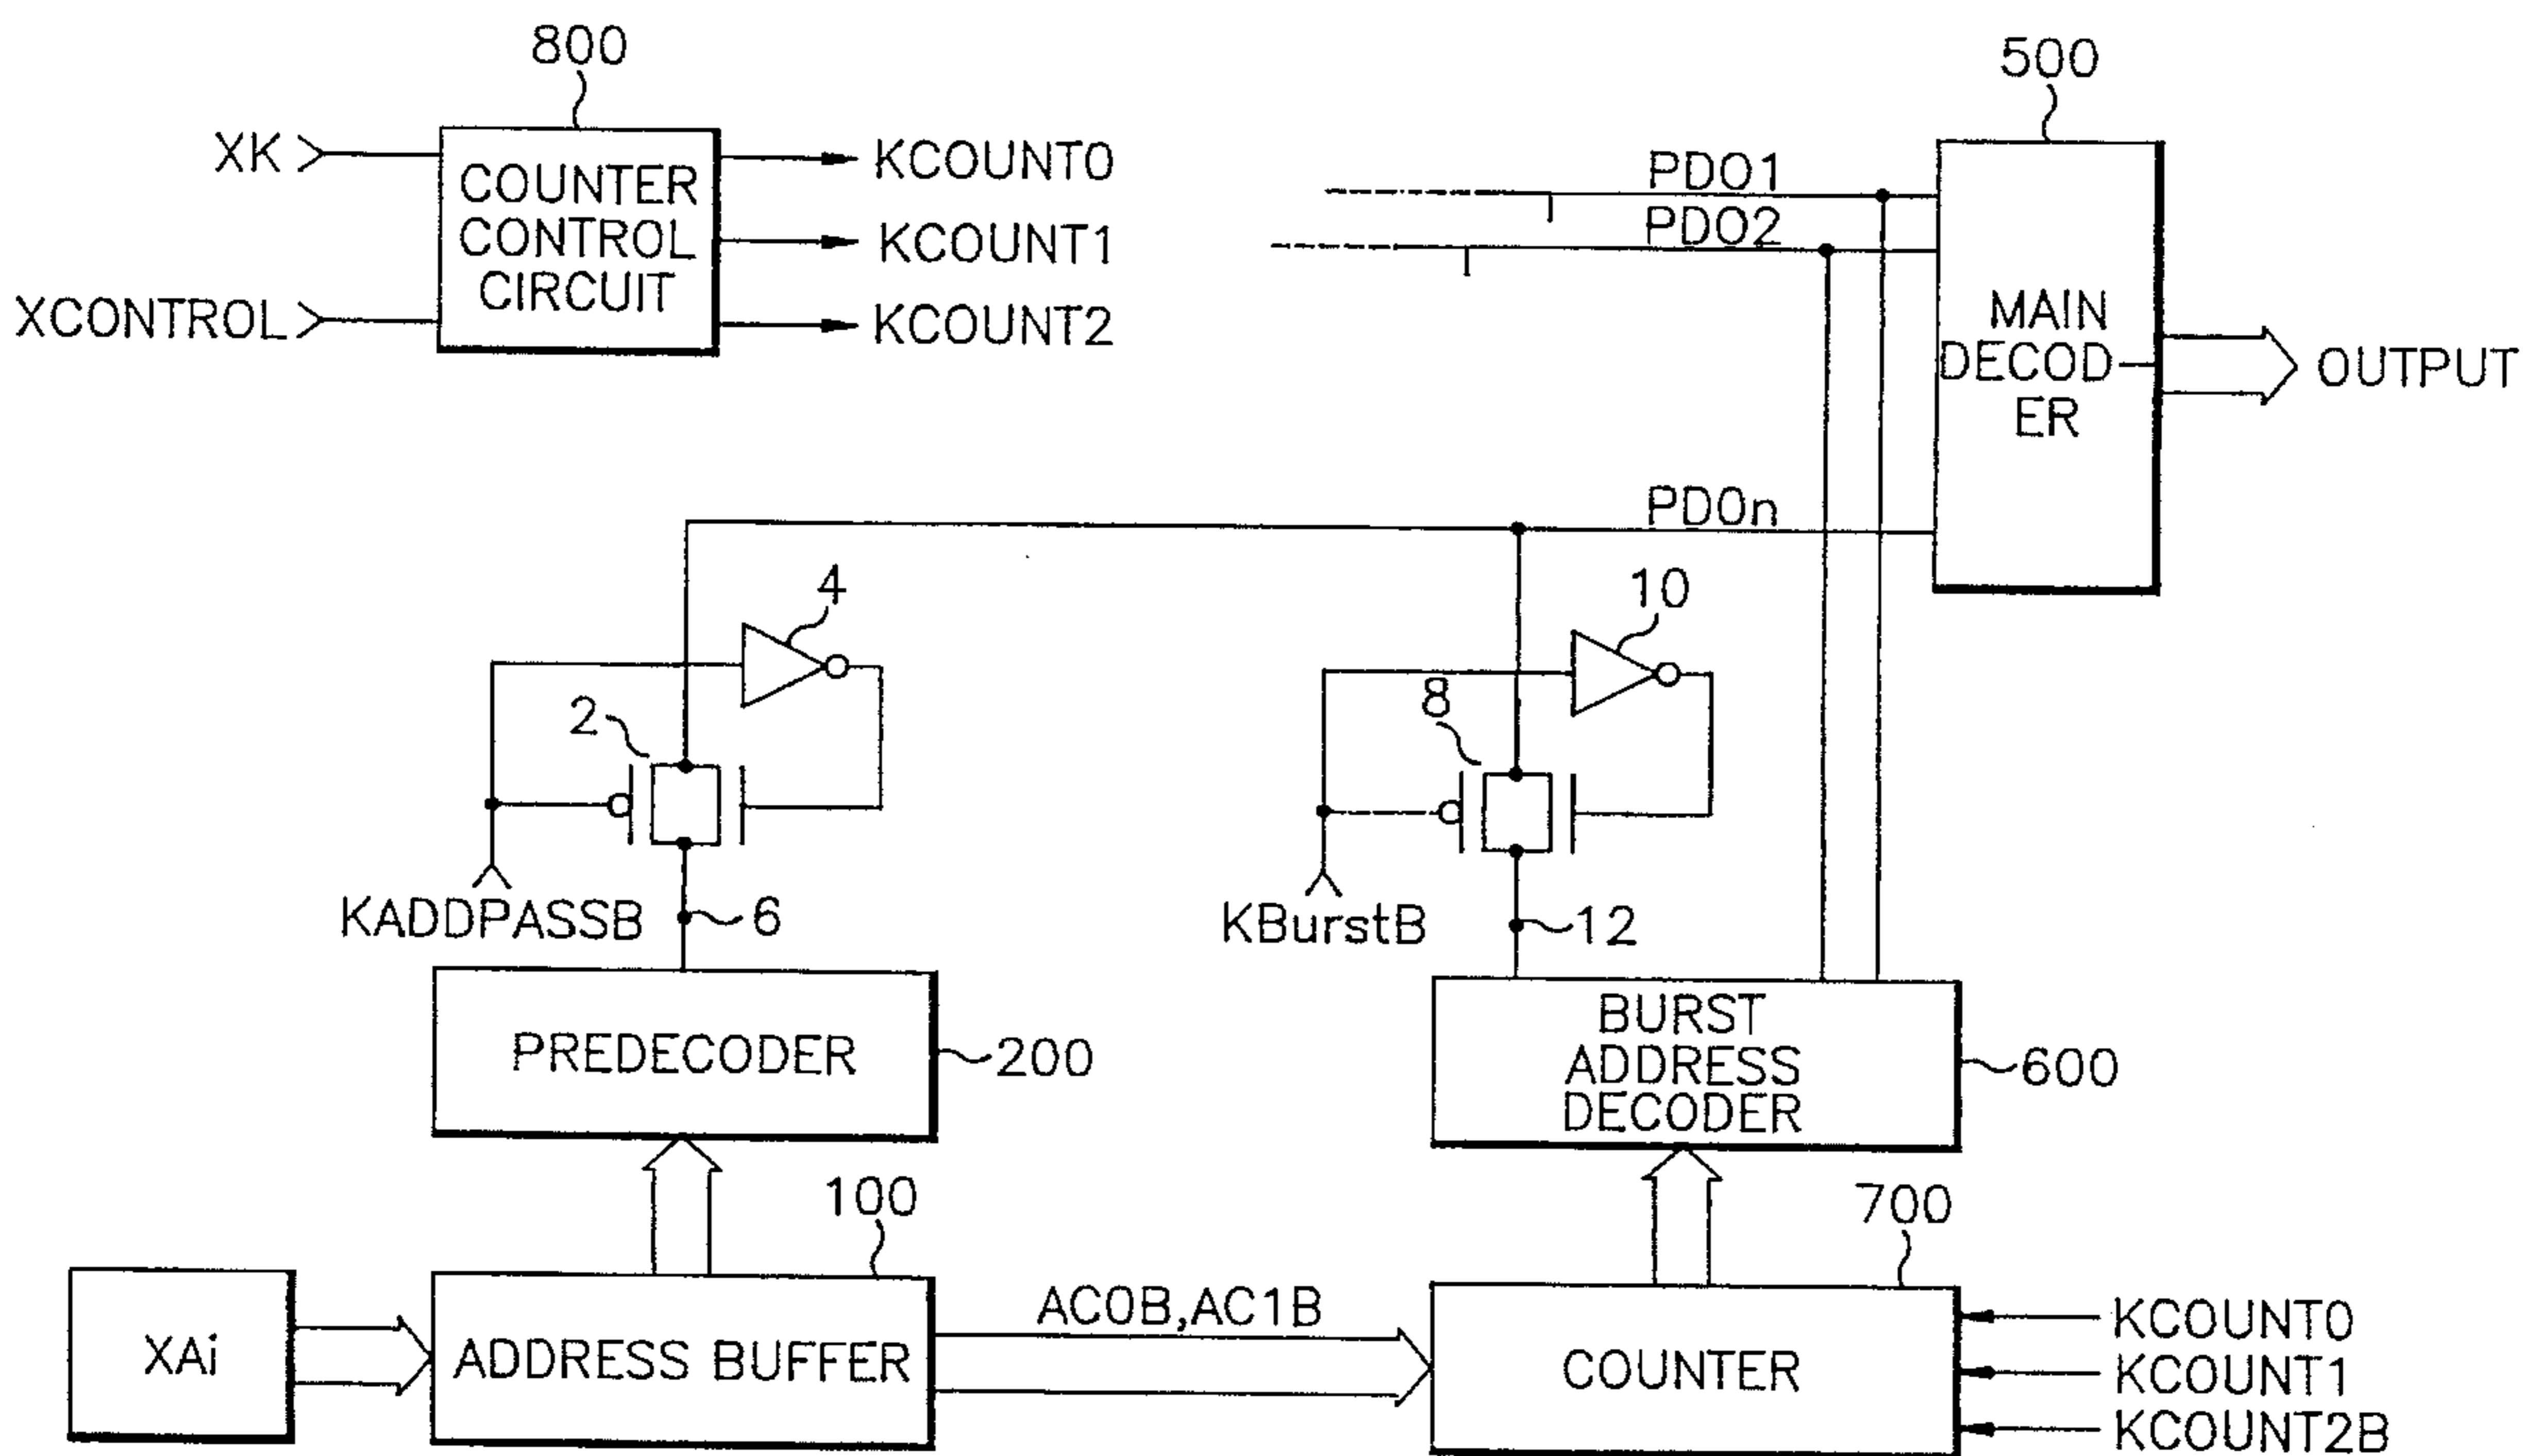 800
500
XK
COUNTER
CONTROL
CIRCUIT
KCOUNT0
KCOUNT1
KCOUNT2
XCONTROL
PD01
PD02
MAIN
DECOD-
ER
OUTPUT
PD0n
4
2
10
8
KADDPASSB
6
KBurstB
12
PREDECODER
200
BURST
ADDRESS
DECODER
600
100
700
XAi
ADDRESS BUFFER
AC0B,AC1B
COUNTER
KCOUNT0
KCOUNT1
KCOUNT2B